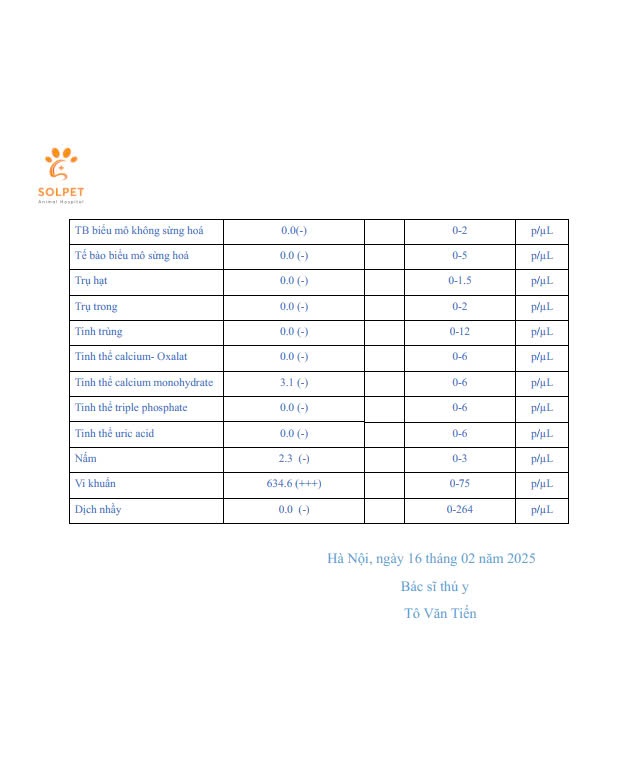 SOLPET
Animal Hospital
TB biểu mô không sừng hoá 0.0(-) 0-2 p/µL
Tế bào biểu mô sừng hoá 0.0 (-) 0-5 p/µL
Trụ hạt 0.0 (-) 0-1.5 p/µL
Trụ trong 0.0 (-) 0-2 p/µL
Tinh trùng 0.0 (-) 0-12 p/µL
Tinh thể calcium- Oxalat 0.0 (-) 0-6 p/µL
Tinh thể calcium monohydrate 3.1 (-) 0-6 p/µL
Tinh thể triple phosphate 0.0 (-) 0-6 p/µL
Tinh thể uric acid 0.0 (-) 0-6 p/µL
Nấm 2.3 (-) 0-3 p/µL
Vi khuẩn 634.6 (+++) 0-75 p/µL
Dịch nhầy 0.0 (-) 0-264 p/µL
Hà Nội, ngày 16 tháng 02 năm 2025
Bác sĩ thú y
Tô Văn Tiến